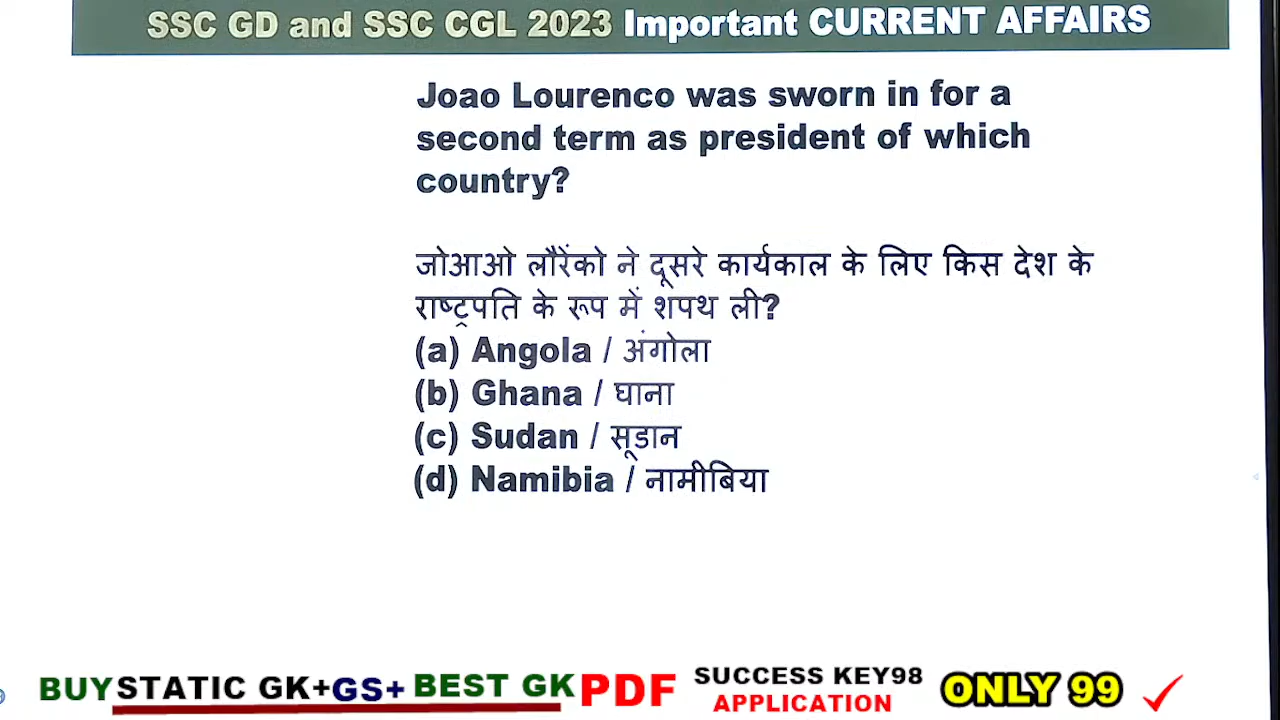 SSC GD and SSC CGL 2023 Important CURRENT AFFAIRS
Joao Lourenco was sworn in for a
second term as president of which
country?
जोआओ लौरेंको ने दूसरे कार्यकाल के लिए किस देश के
राष्ट्रपति के रूप में शपथ ली?
(a) Angola / अंगोला
(b) Ghana / घाना
(c) Sudan / सूडान
(d) Namibia / नामीबिया
BUY STATIC GK+GS+ BEST GK PDF SUCCESS KEY98 APPLICATION ONLY 99